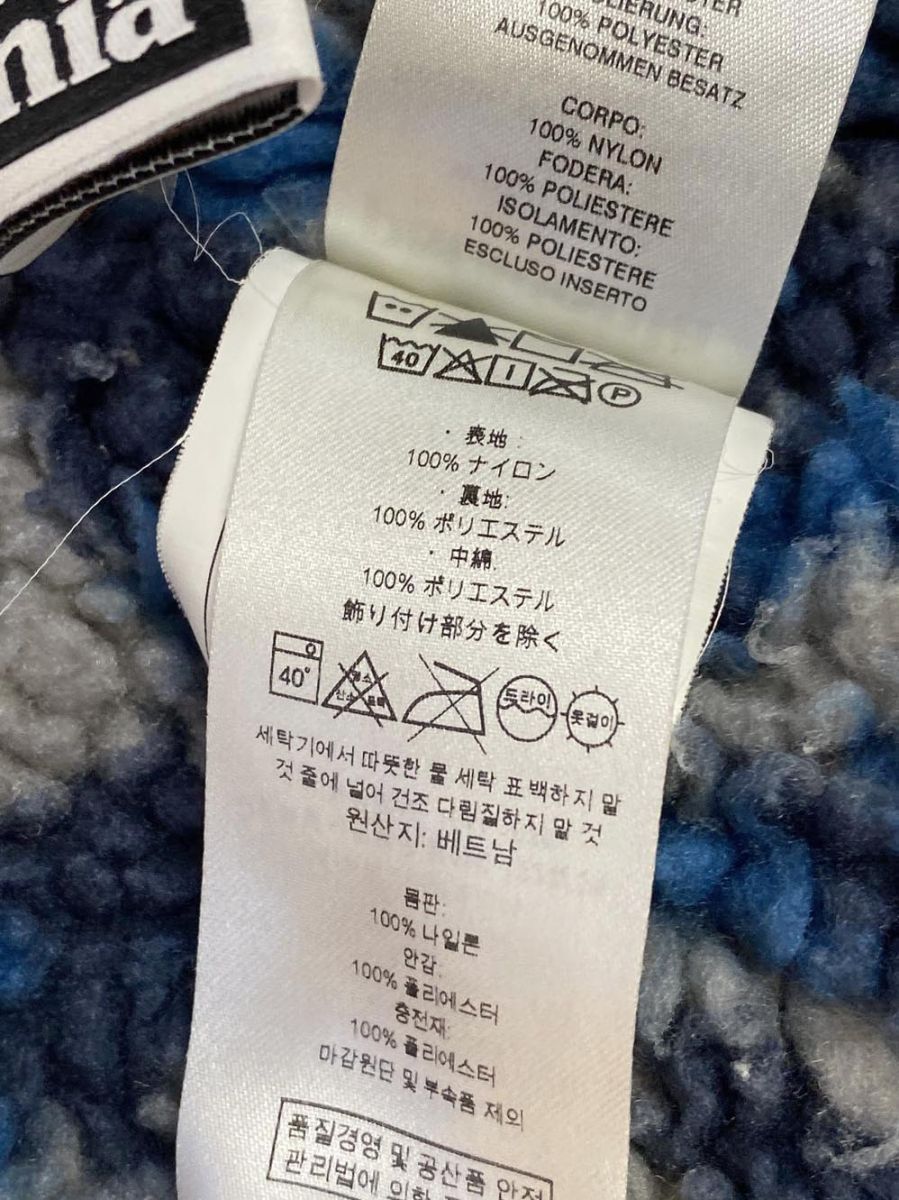 nia
100% POLYESTER
AUSGENOMMEN BESATZ
CORPO:
100% NYLON
FODERA:
100% POLIESTERE
ISOLAMENTO:
100% POLIESTERE
ESCLUSO INSERTO
40 P
・表地:
100% ナイロン
・裏地:
100% ポリエステル
・中綿.
100% ポリエステル
飾り付け部分を除く
40° 드라이 옷걸이
세탁기에서 따뜻한 물 세탁 표백하지 말
것 줄에 널어 건조 다림질하지 말 것
원산지: 베트남
몸판:
100% 나일론
안감:
100% 폴리에스터
충전재:
100% 폴리에스터
마감원단 및 부속품 제외
품질경영 및 공산품 안전
관리법에 의한